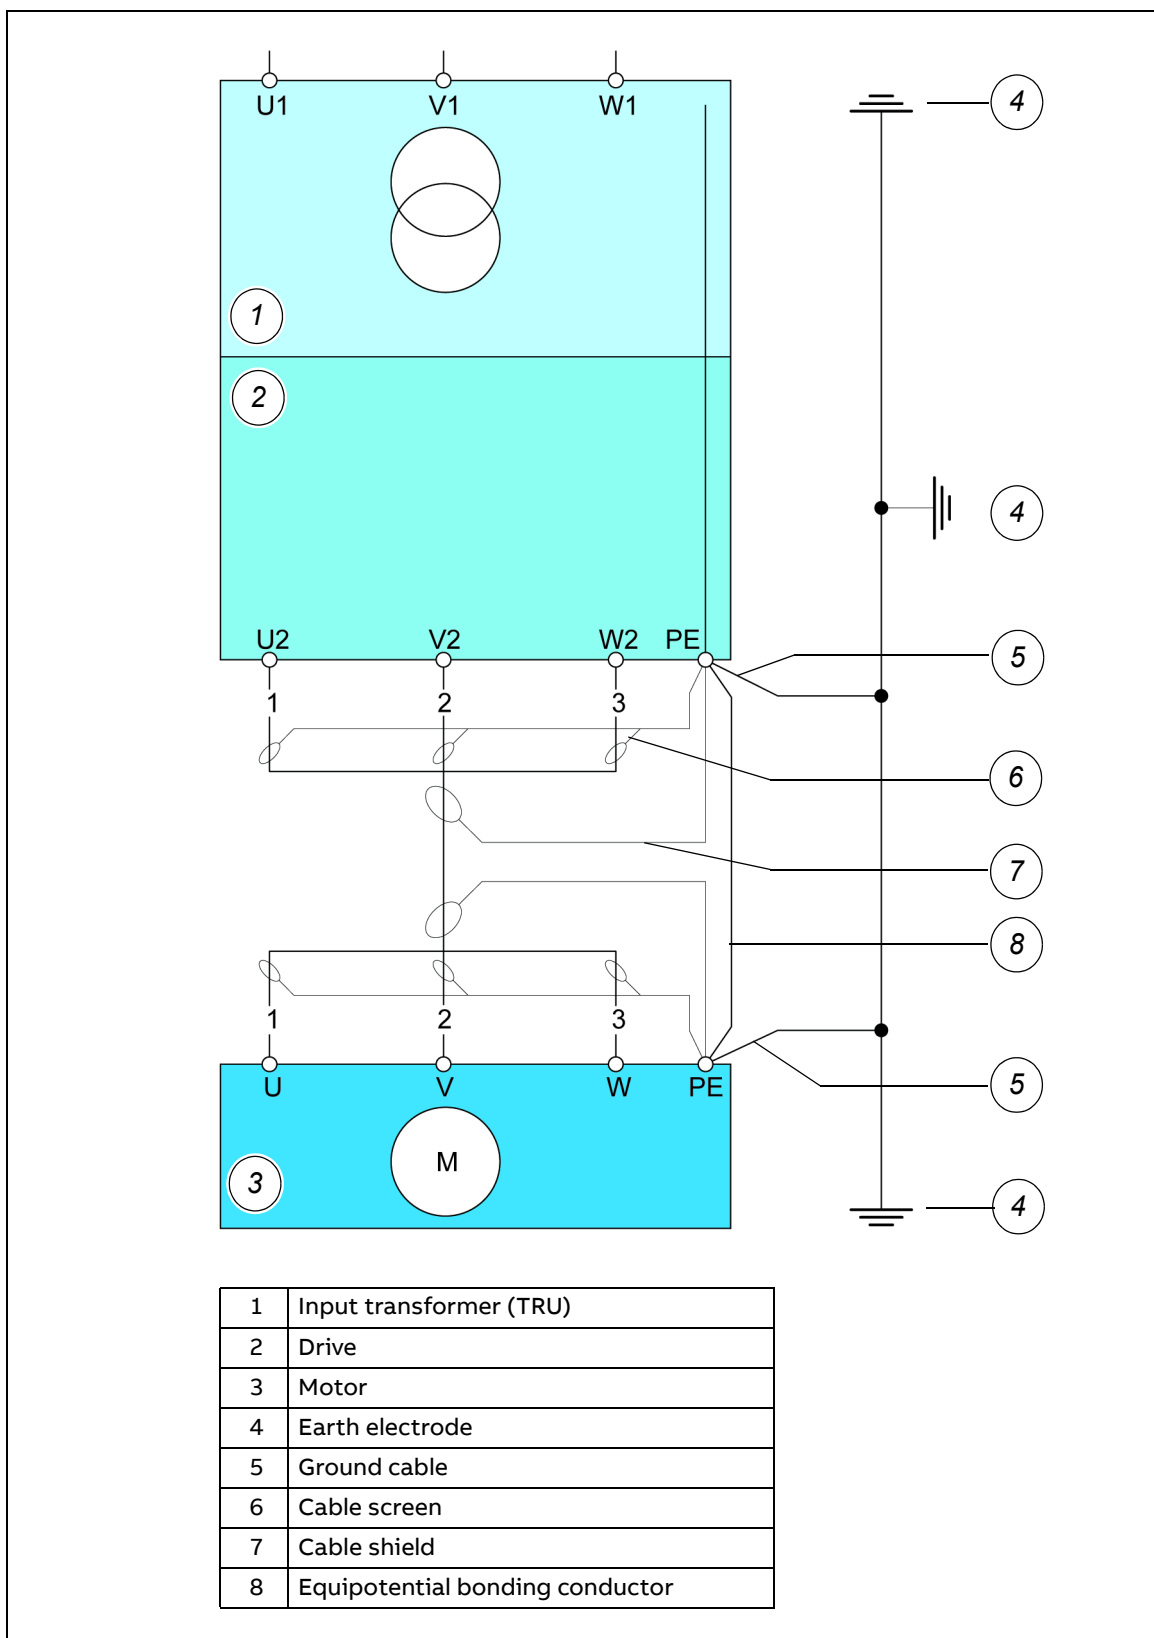 U1 V1 W1
4
1
2
4
U2 V2 W2 PE
5
1 2 3
6
7
8
1 2 3
U V W PE
5
M
3
4
1 Input transformer (TRU)
2 Drive
3 Motor
4 Earth electrode
5 Ground cable
6 Cable screen
7 Cable shield
8 Equipotential bonding conductor